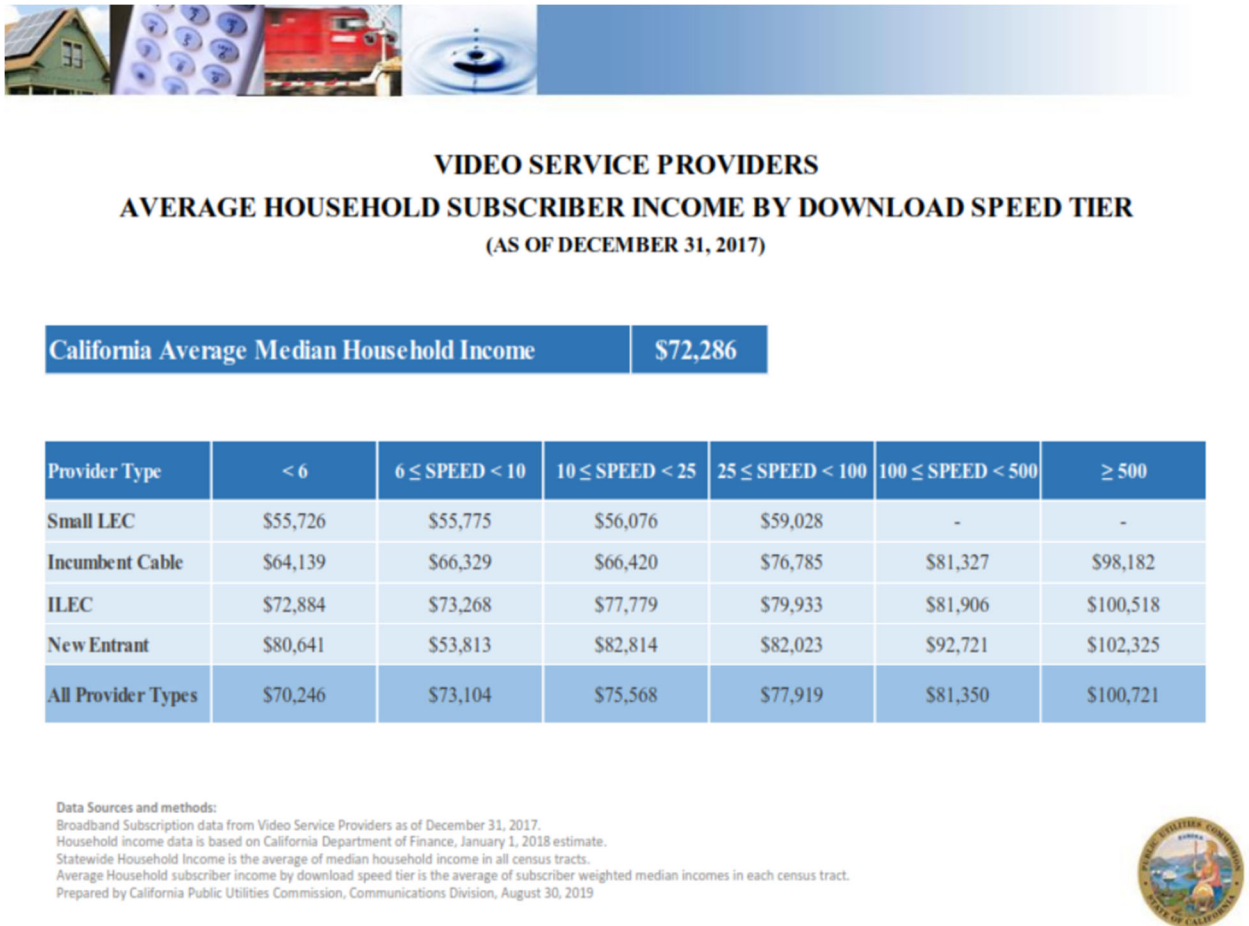 VIDEO SERVICE PROVIDERS
AVERAGE HOUSEHOLD SUBSCRIBER INCOME BY DOWNLOAD SPEED TIER
(AS OF DECEMBER 31, 2017)
California Average Median Household Income $72,286
Provider Type < 6 6 ≤ SPEED < 10 10 ≤ SPEED < 25 25 ≤ SPEED < 100 100 ≤ SPEED < 500 ≥ 500
Small LEC $55,726 $55,775 $56,076 $59,028 - -
Incumbent Cable $64,139 $66,329 $66,420 $76,785 $81,327 $98,182
ILEC $72,884 $73,268 $77,779 $79,933 $81,906 $100,518
New Entrant $80,641 $53,813 $82,814 $82,023 $92,721 $102,325
All Provider Types $70,246 $73,104 $75,568 $77,919 $81,350 $100,721
Data Sources and methods:
Broadband Subscription data from Video Service Providers as of December 31, 2017.
Household income data is based on California Department of Finance, January 1, 2018 estimate.
Statewide Household Income is the average of median household income in all census tracts.
Average Household subscriber income by download speed tier is the average of subscriber weighted median incomes in each census tract.
Prepared by California Public Utilities Commission, Communications Division, August 30, 2019
PUBLIC UTILITIES COMMISSION
EUREKA
STATE OF CALIFORNIA